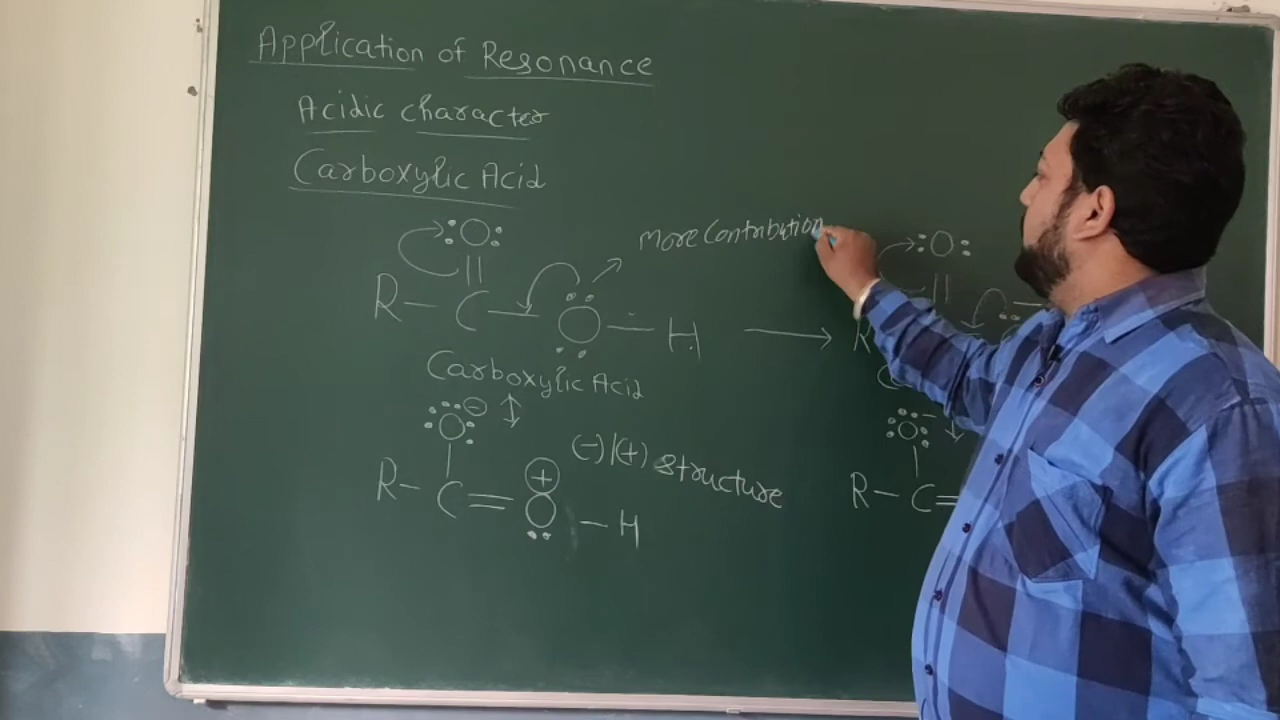 Application of Resonance
Acidic character
Carboxylic Acid
More Contribution
O O
R–C–O–H → R
Carboxylic Acid C
O⊖ ↕ O– ↓
(–)/(+) Structure
⊕
R–C=O–H R–C=